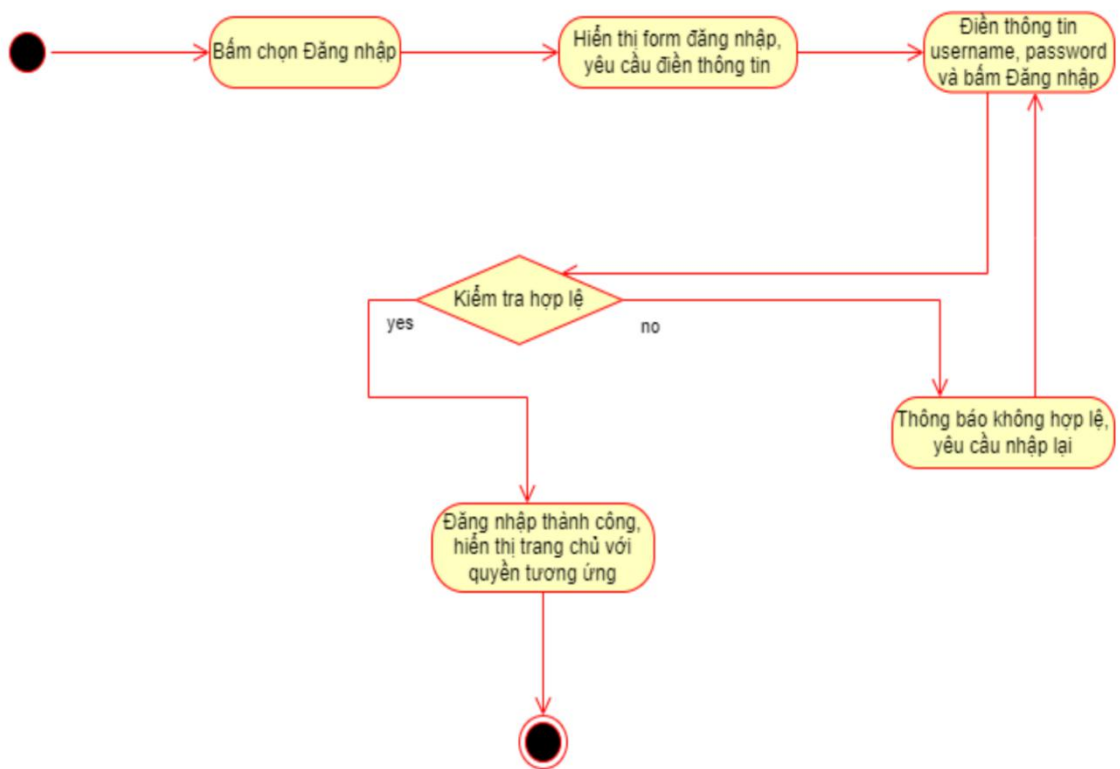 Bấm chọn Đăng nhập
Hiển thị form đăng nhập,
yêu cầu điền thông tin
Điền thông tin
username, password
và bấm Đăng nhập
Kiểm tra hợp lệ
yes
no
Thông báo không hợp lệ,
yêu cầu nhập lại
Đăng nhập thành công,
hiển thị trang chủ với
quyền tương ứng